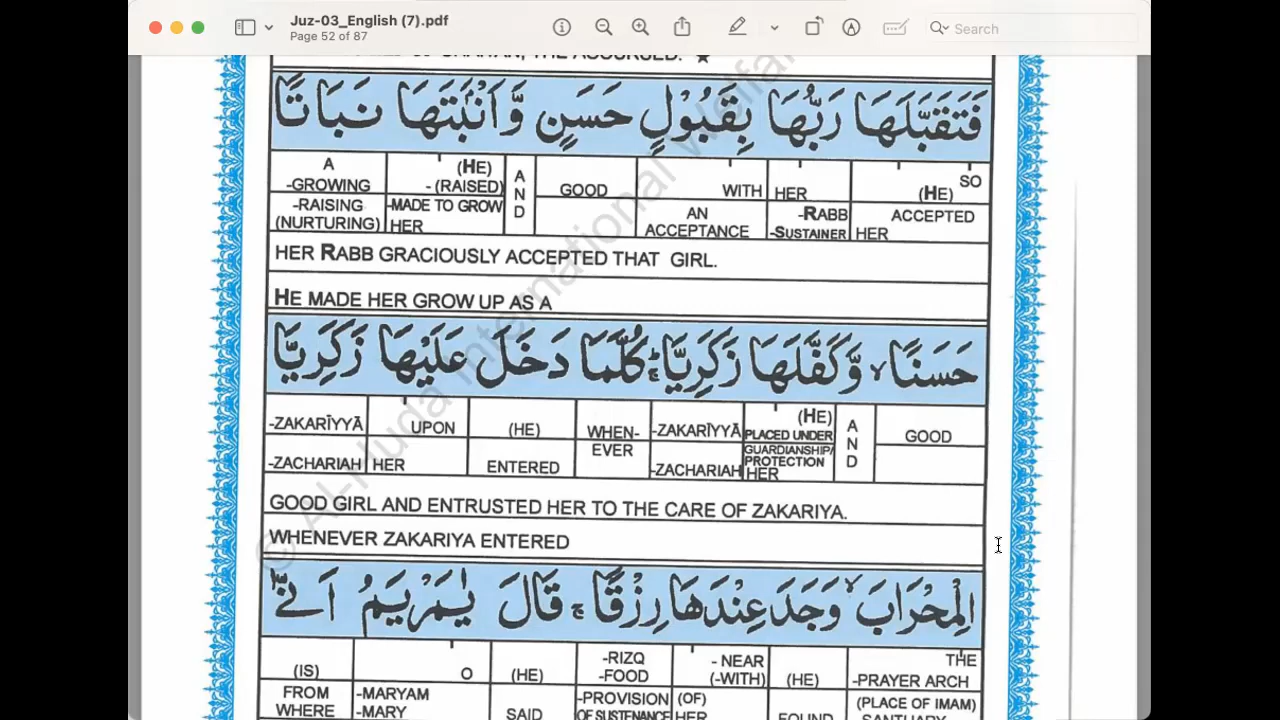 Juz-03_English (7).pdf
Page 52 of 87
Search
فَتَقَبَّلَهَا رَبُّهَا بِقَبُوْلٍ حَسَنٍ وَّاَنْۢبَتَهَا نَبَاتًا
SO (HE) ACCEPTED HER
HER -RABB -SUSTAINER
WITH AN ACCEPTANCE
GOOD
AND
(HE) - (RAISED) -MADE TO GROW HER
A -GROWING -RAISING (NURTURING)
HER RABB GRACIOUSLY ACCEPTED THAT GIRL.
HE MADE HER GROW UP AS A
حَسَنًا ۙ وَّكَفَّلَهَا زَكَرِيَّا ؕۚ كُلَّمَا دَخَلَ عَلَيْهَا زَكَرِيَّا
GOOD
AND
(HE) PLACED UNDER GUARDIANSHIP/ PROTECTION HER
-ZAKARĪYYĀ -ZACHARIAH
WHEN-EVER
(HE) ENTERED
UPON HER
-ZAKARĪYYĀ -ZACHARIAH
GOOD GIRL AND ENTRUSTED HER TO THE CARE OF ZAKARIYA.
WHENEVER ZAKARIYA ENTERED
الْمِحْرَابَ ۙ وَجَدَ عِنْدَهَا رِزْقًا ۚ قَالَ يٰمَرْيَمُ اَنّٰى
THE -PRAYER ARCH (PLACE OF IMAM)
(HE) FOUND
- NEAR (-WITH) (OF) HER
-RIZQ -FOOD -PROVISION OF SUSTENANCE
(HE) SAID
O -MARYAM -MARY
(IS) FROM WHERE
© Al-Huda International Welfare